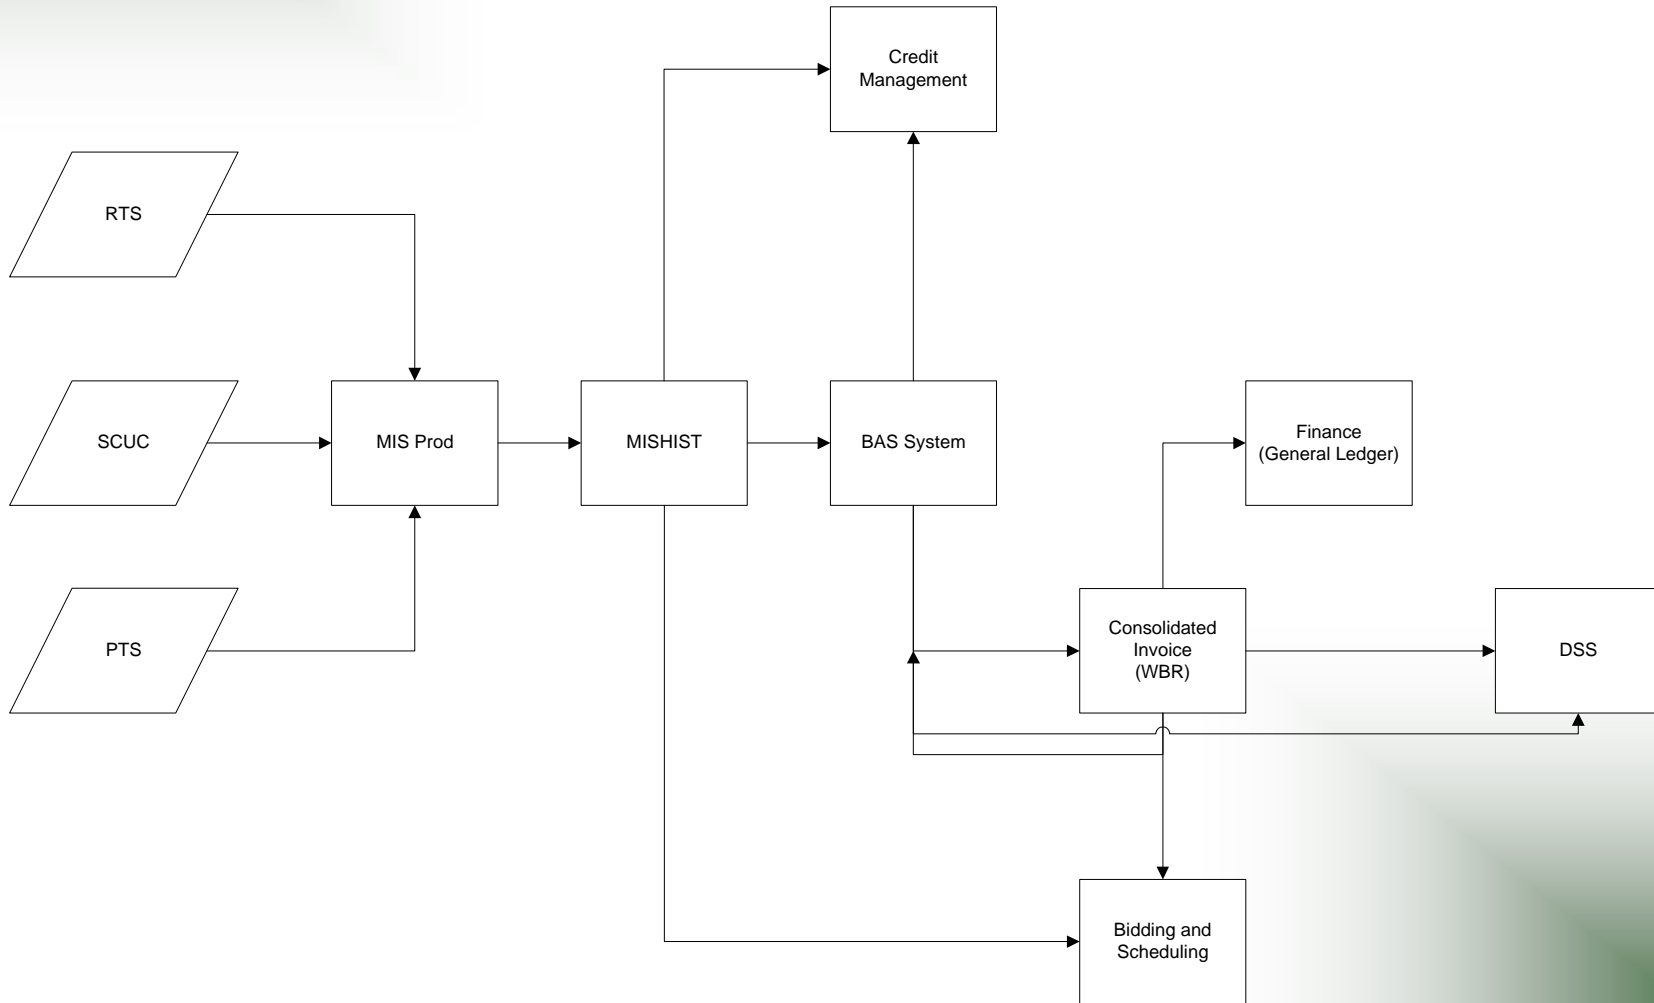 Credit
Management
RTS
SCUC
MIS Prod
MISHIST
BAS System
Finance
(General Ledger)
PTS
Consolidated
Invoice
(WBR)
DSS
Bidding and
Scheduling